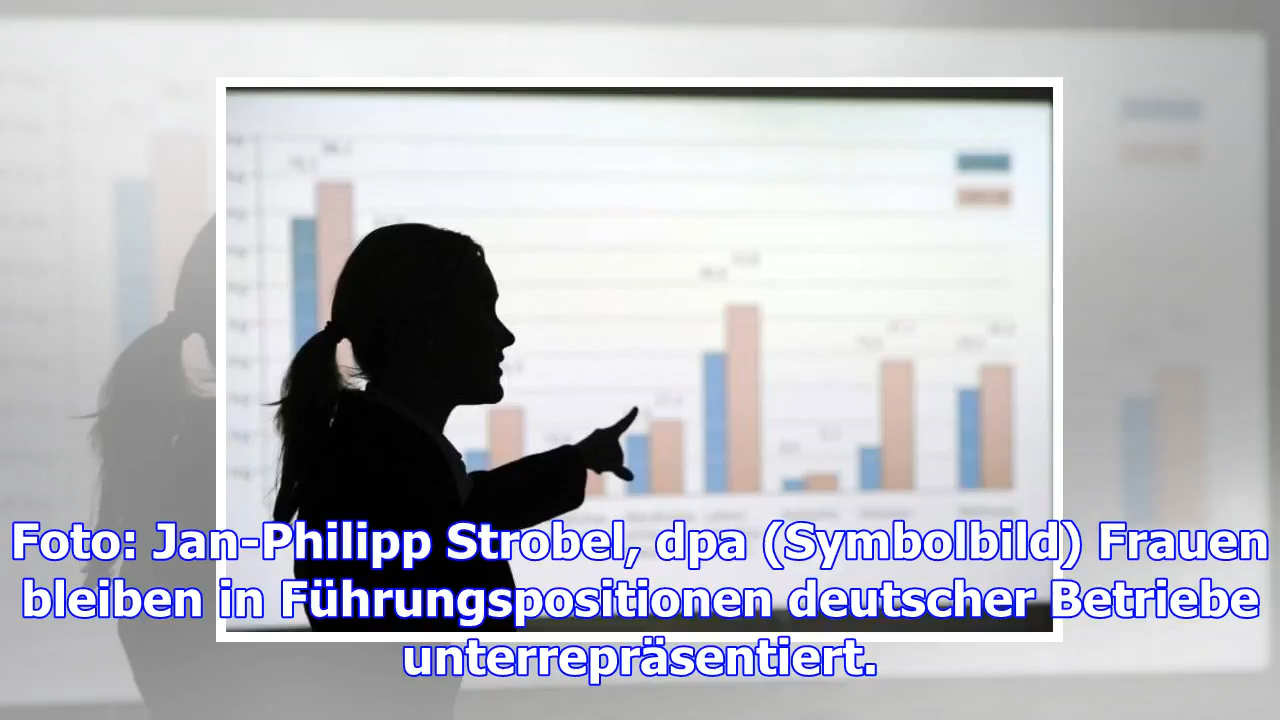 Foto: Jan-Philipp Strobel, dpa (Symbolbild) Frauen
bleiben in Führungspositionen deutscher Betriebe
unterrepräsentiert.